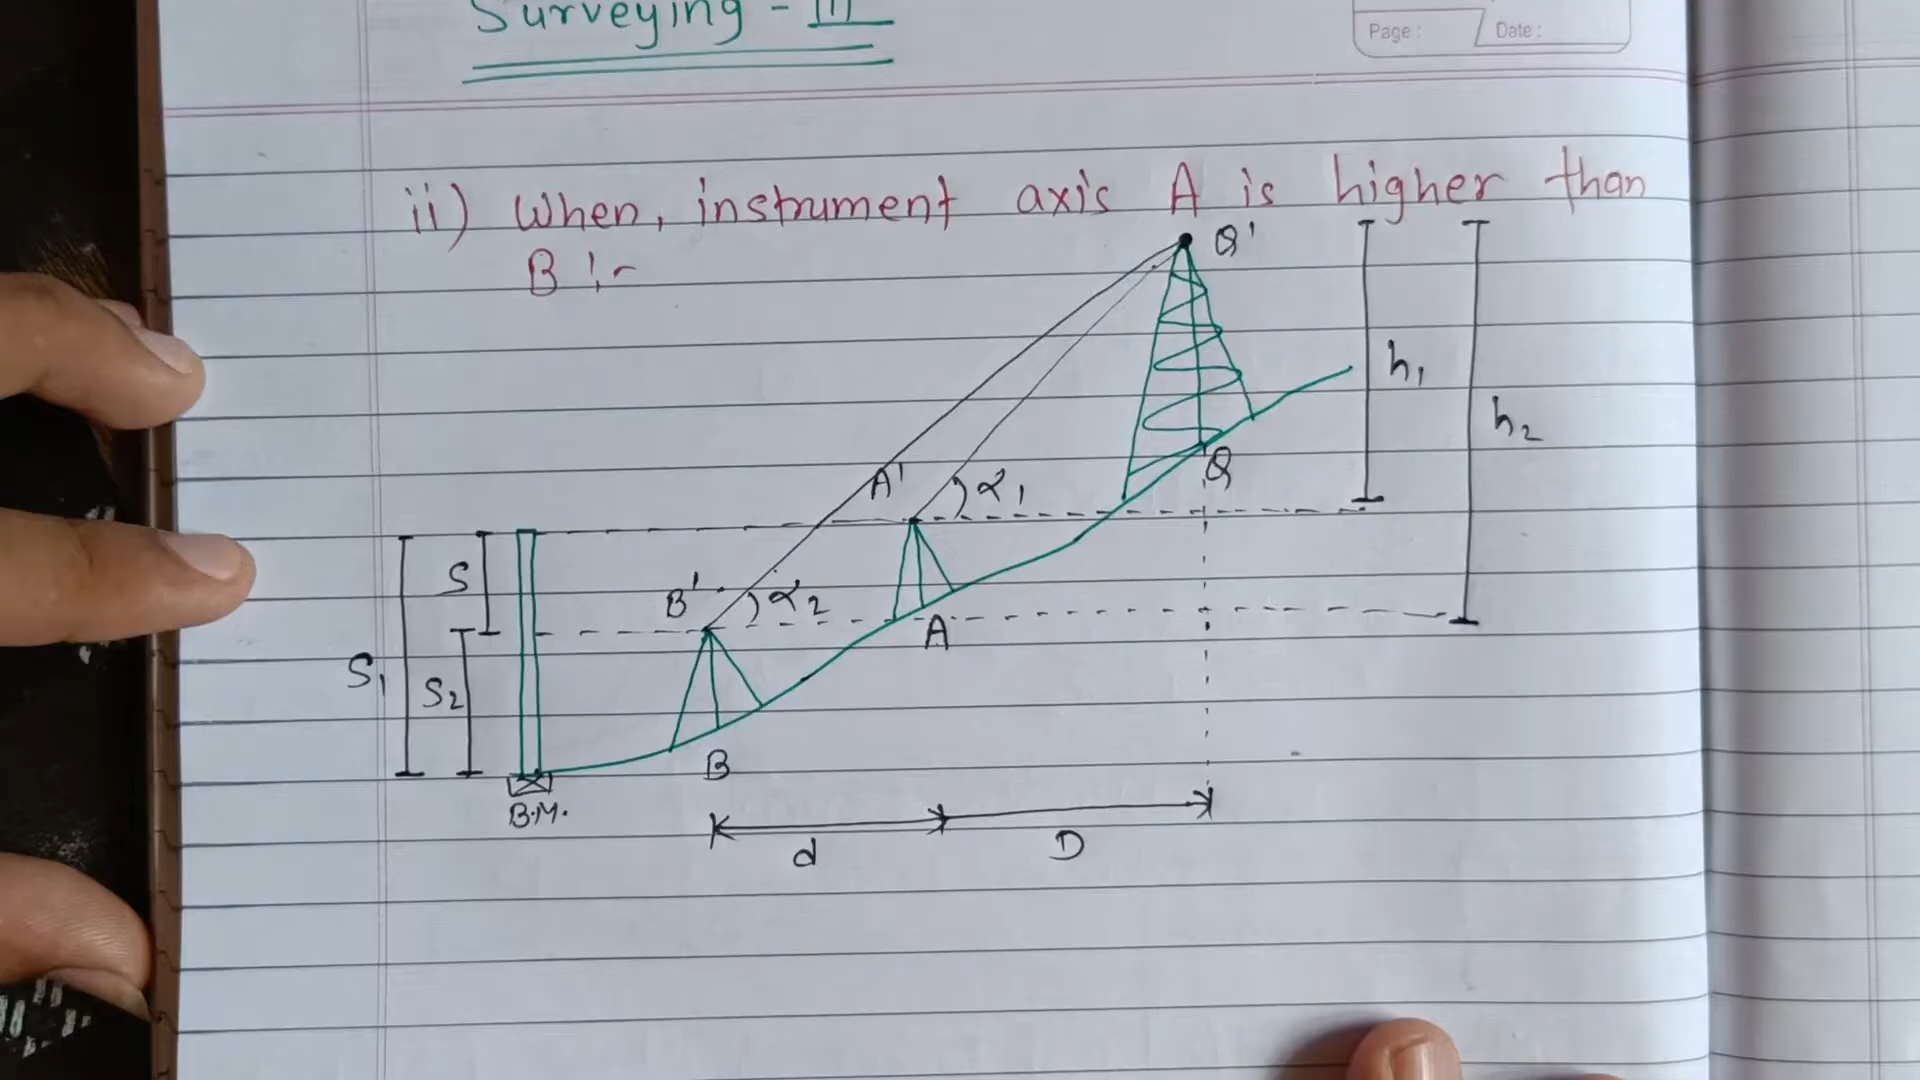 Surveying - III
Page :
Date :
ii) When, instrument axis A is higher than
B :-
Q'
h₁
h₂
A'
α₁
Q
S
B'
α₂
A
S₁
S₂
B
B.M.
d
D